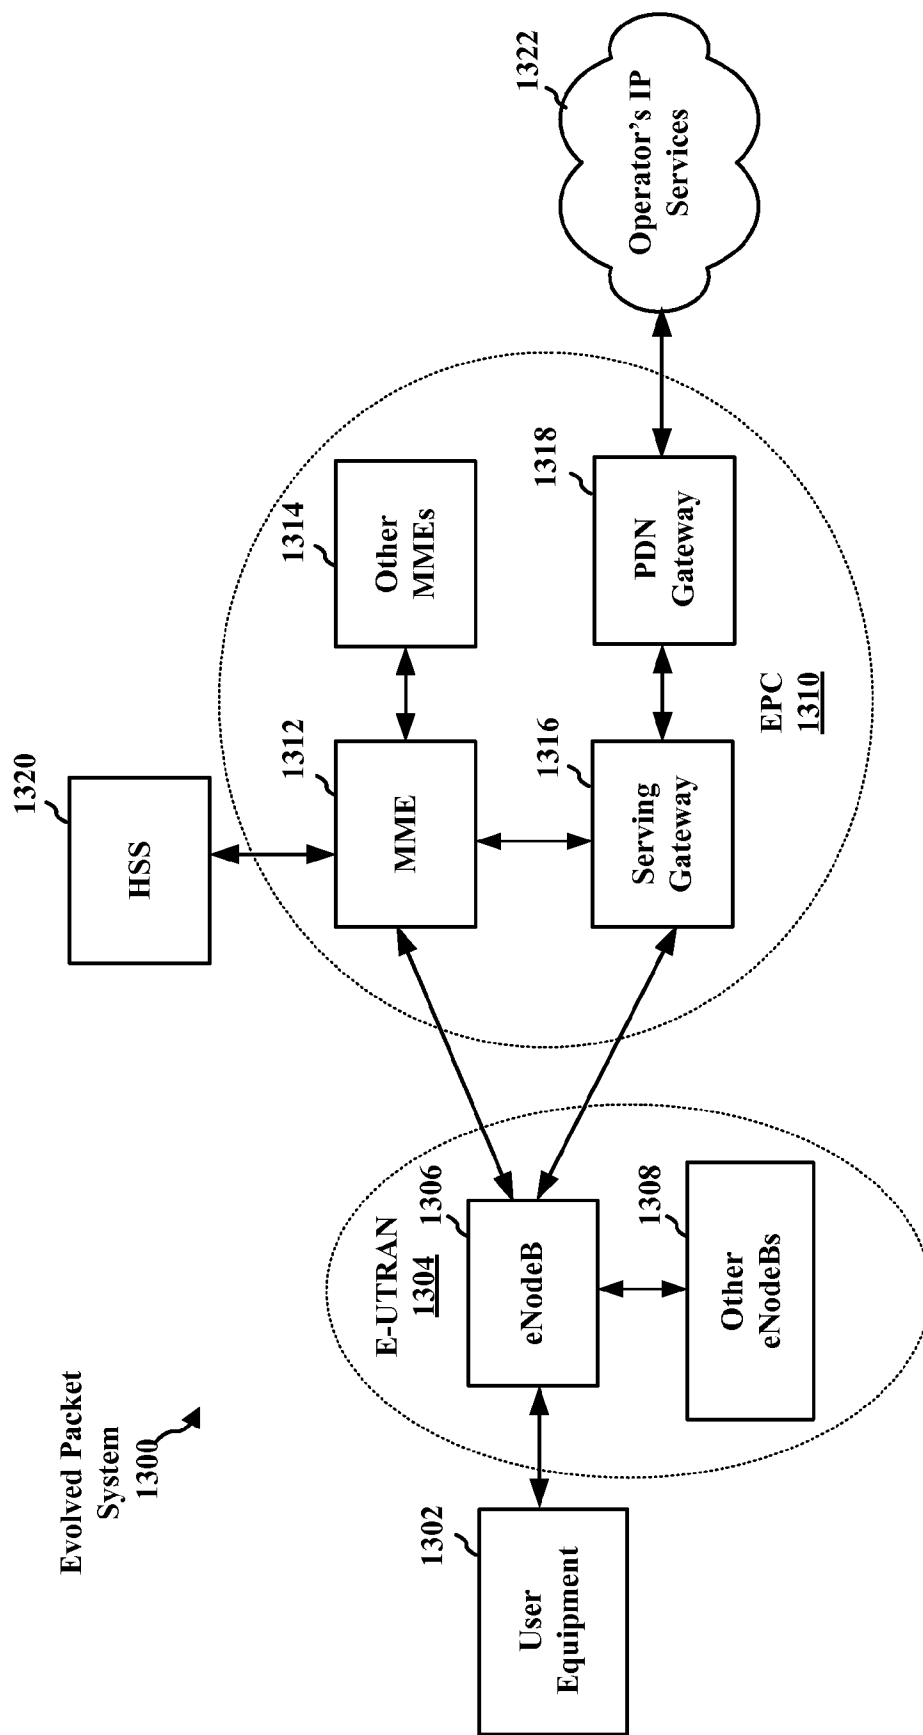 Evolved Packet
System
1300
1302
User
Equipment
E-UTRAN
1304
1306
eNodeB
1308
Other
eNodeBs
1320
HSS
1312
MME
1314
Other
MMEs
1316
Serving
Gateway
1318
PDN
Gateway
EPC
1310
1322
Operator's IP
Services